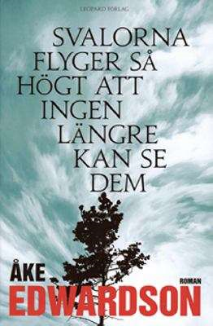 LEOPARD FÖRLAG
SVALORNA
FLYGER SÅ
HÖGT ATT
INGEN
LÄNGRE
KAN SE
DEM
ÅKE
ROMAN
EDWARDSON